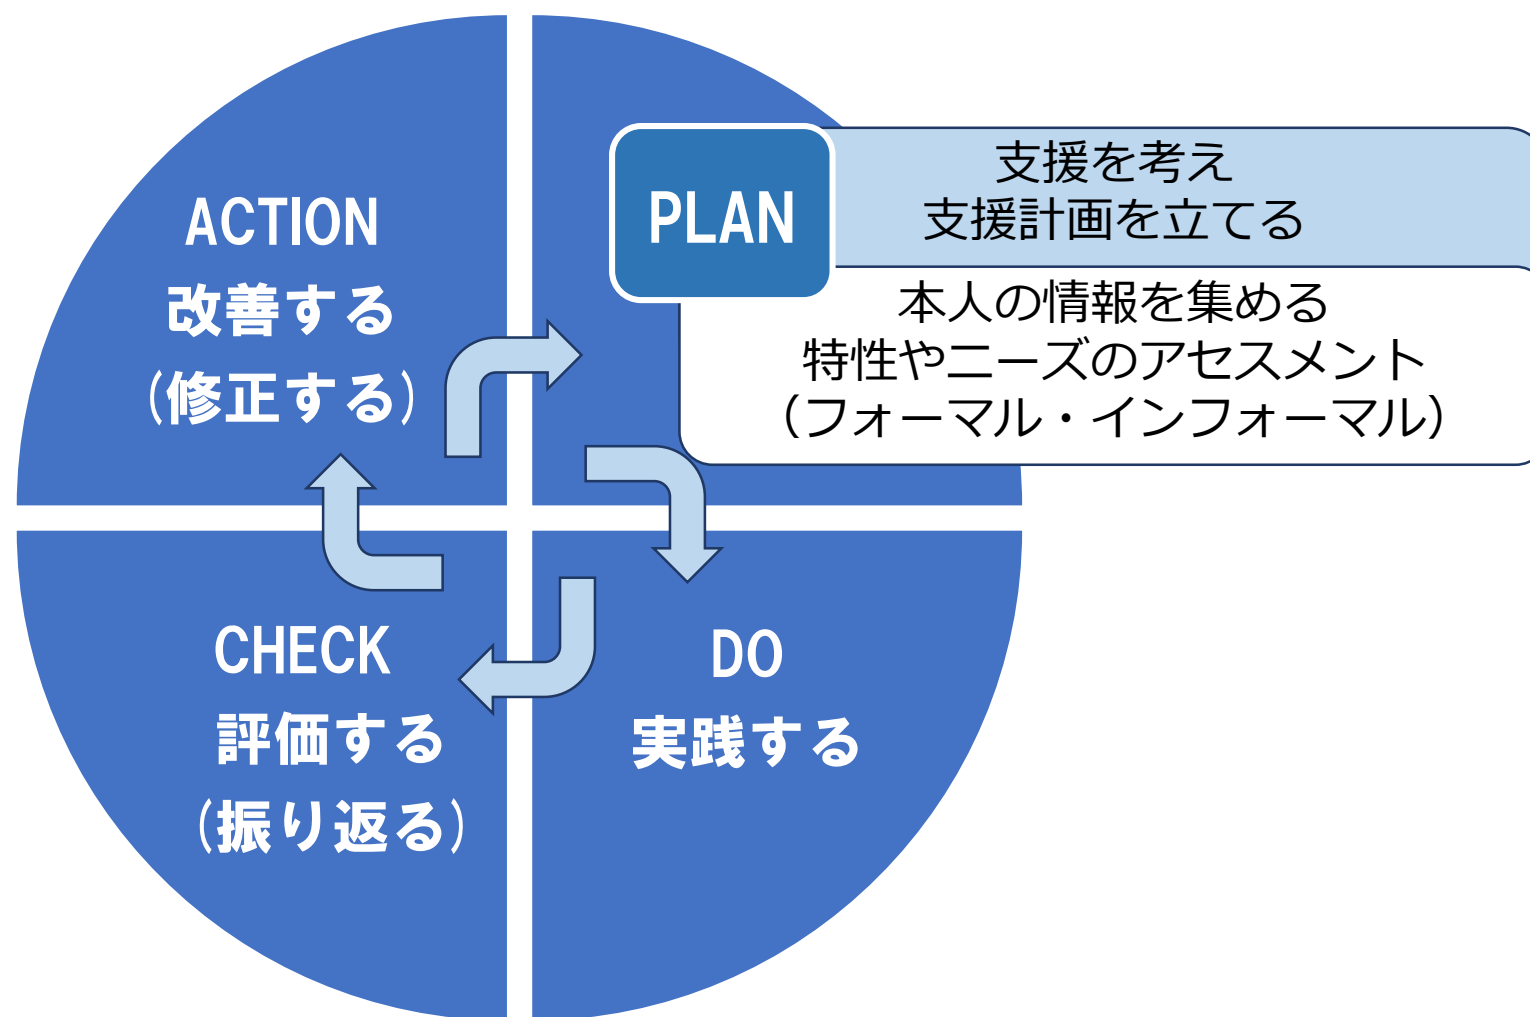 PLAN
支援を考え
支援計画を立てる
本人の情報を集める
特性やニーズのアセスメント
（フォーマル・インフォーマル）
DO
実践する
CHECK
評価する
（振り返る）
ACTION
改善する
（修正する）